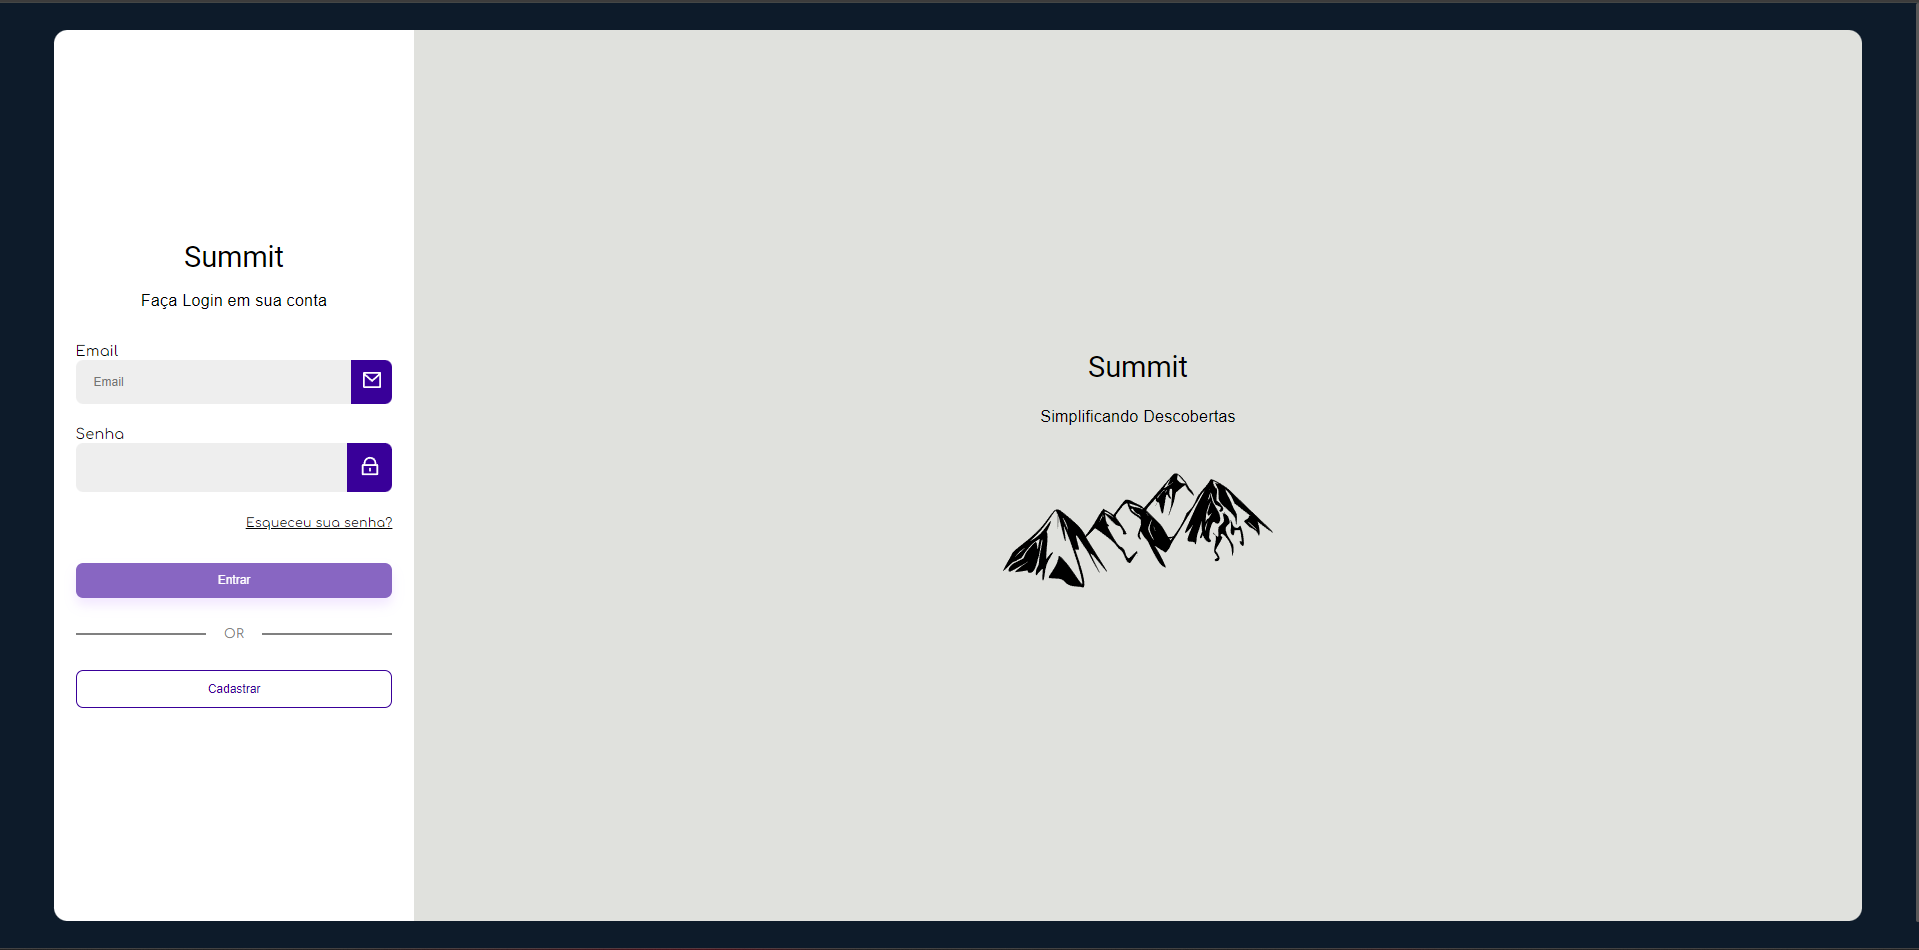 Summit
Faça Login em sua conta
Email
Email
Senha
Esqueceu sua senha?
Entrar
OR
Cadastrar
Summit
Simplificando Descobertas